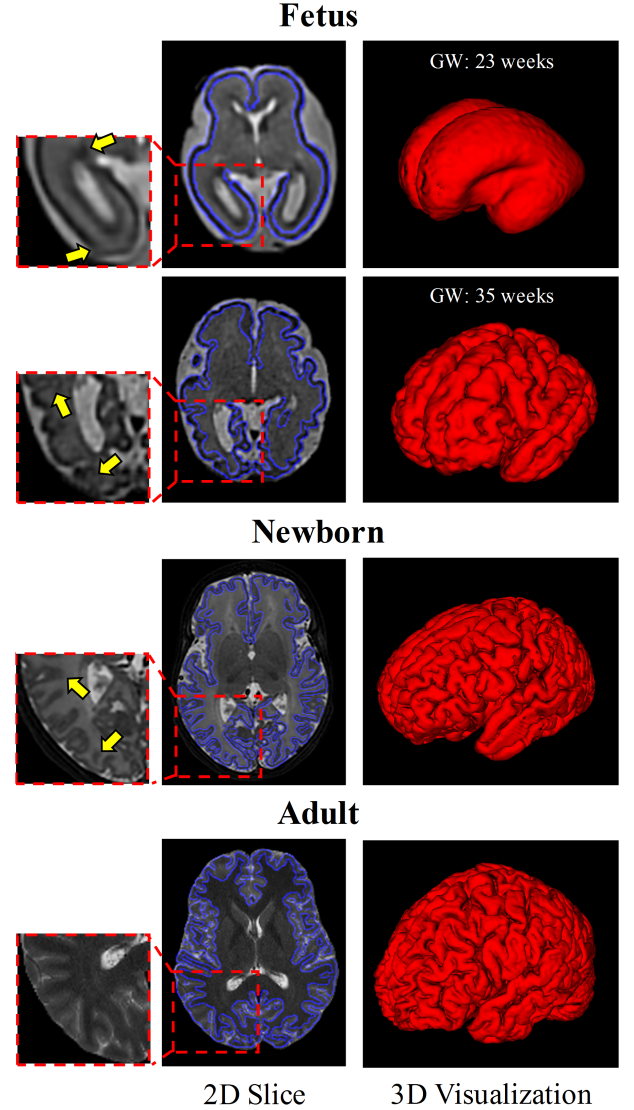 Fetus
GW: 23 weeks
GW: 35 weeks
Newborn
Adult
2D Slice
3D Visualization